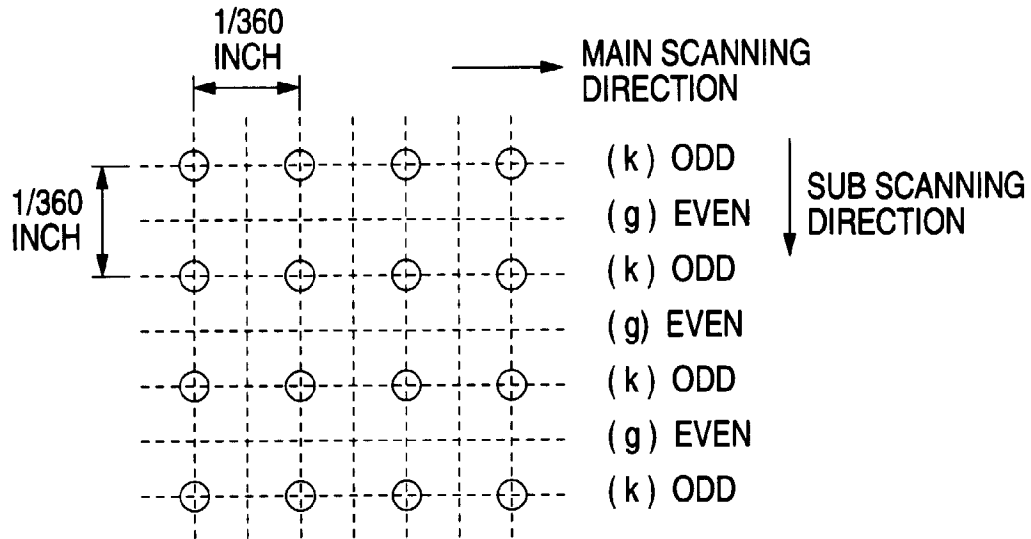 1/360
INCH
MAIN SCANNING
DIRECTION
1/360
INCH
(k) ODD
(g) EVEN
(k) ODD
(g) EVEN
(k) ODD
(g) EVEN
(k) ODD
SUB SCANNING
DIRECTION